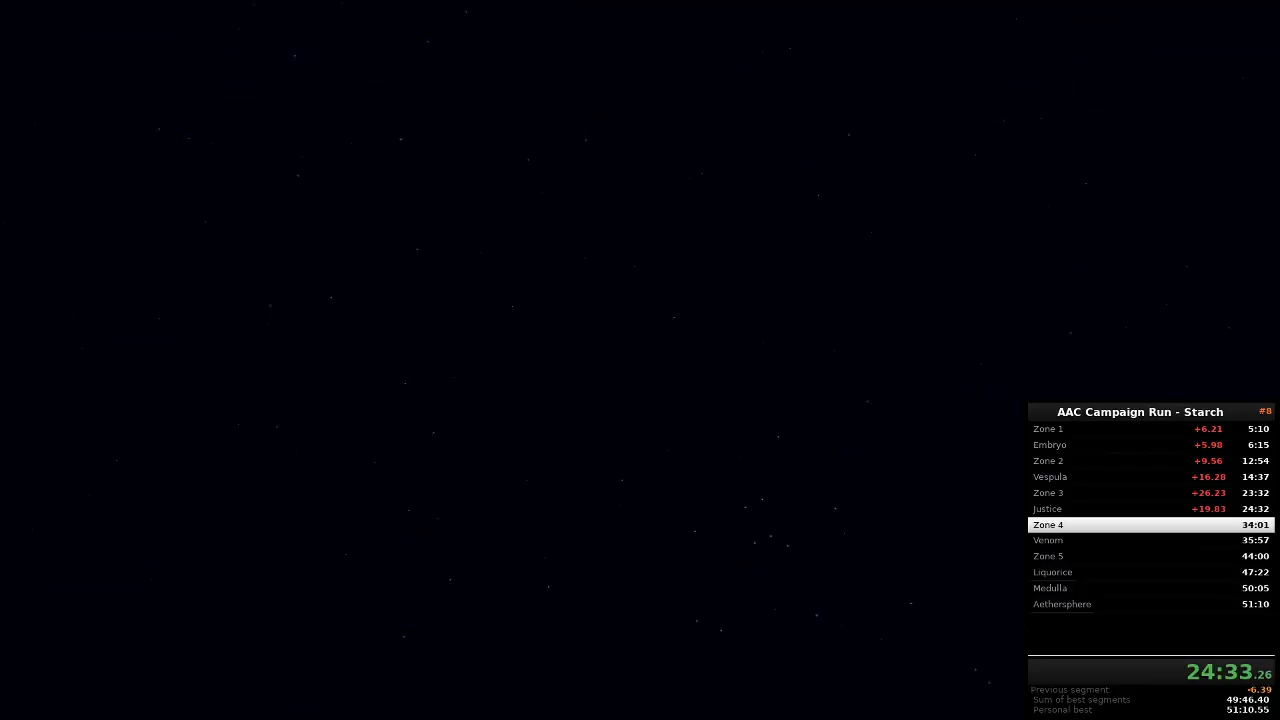 AAC Campaign Run - Starch #8
Zone 1 +6.21 5:10
Embryo +5.98 6:15
Zone 2 +9.56 12:54
Vespula +16.28 14:37
Zone 3 +26.23 23:32
Justice +19.83 24:32
Zone 4 34:01
Venom 35:57
Zone 5 44:00
Liquorice 47:22
Medulla 50:05
Aethersphere 51:10
24:33.26
Previous segment -6.39
Sum of best segments 49:46.40
Personal best 51:10.55